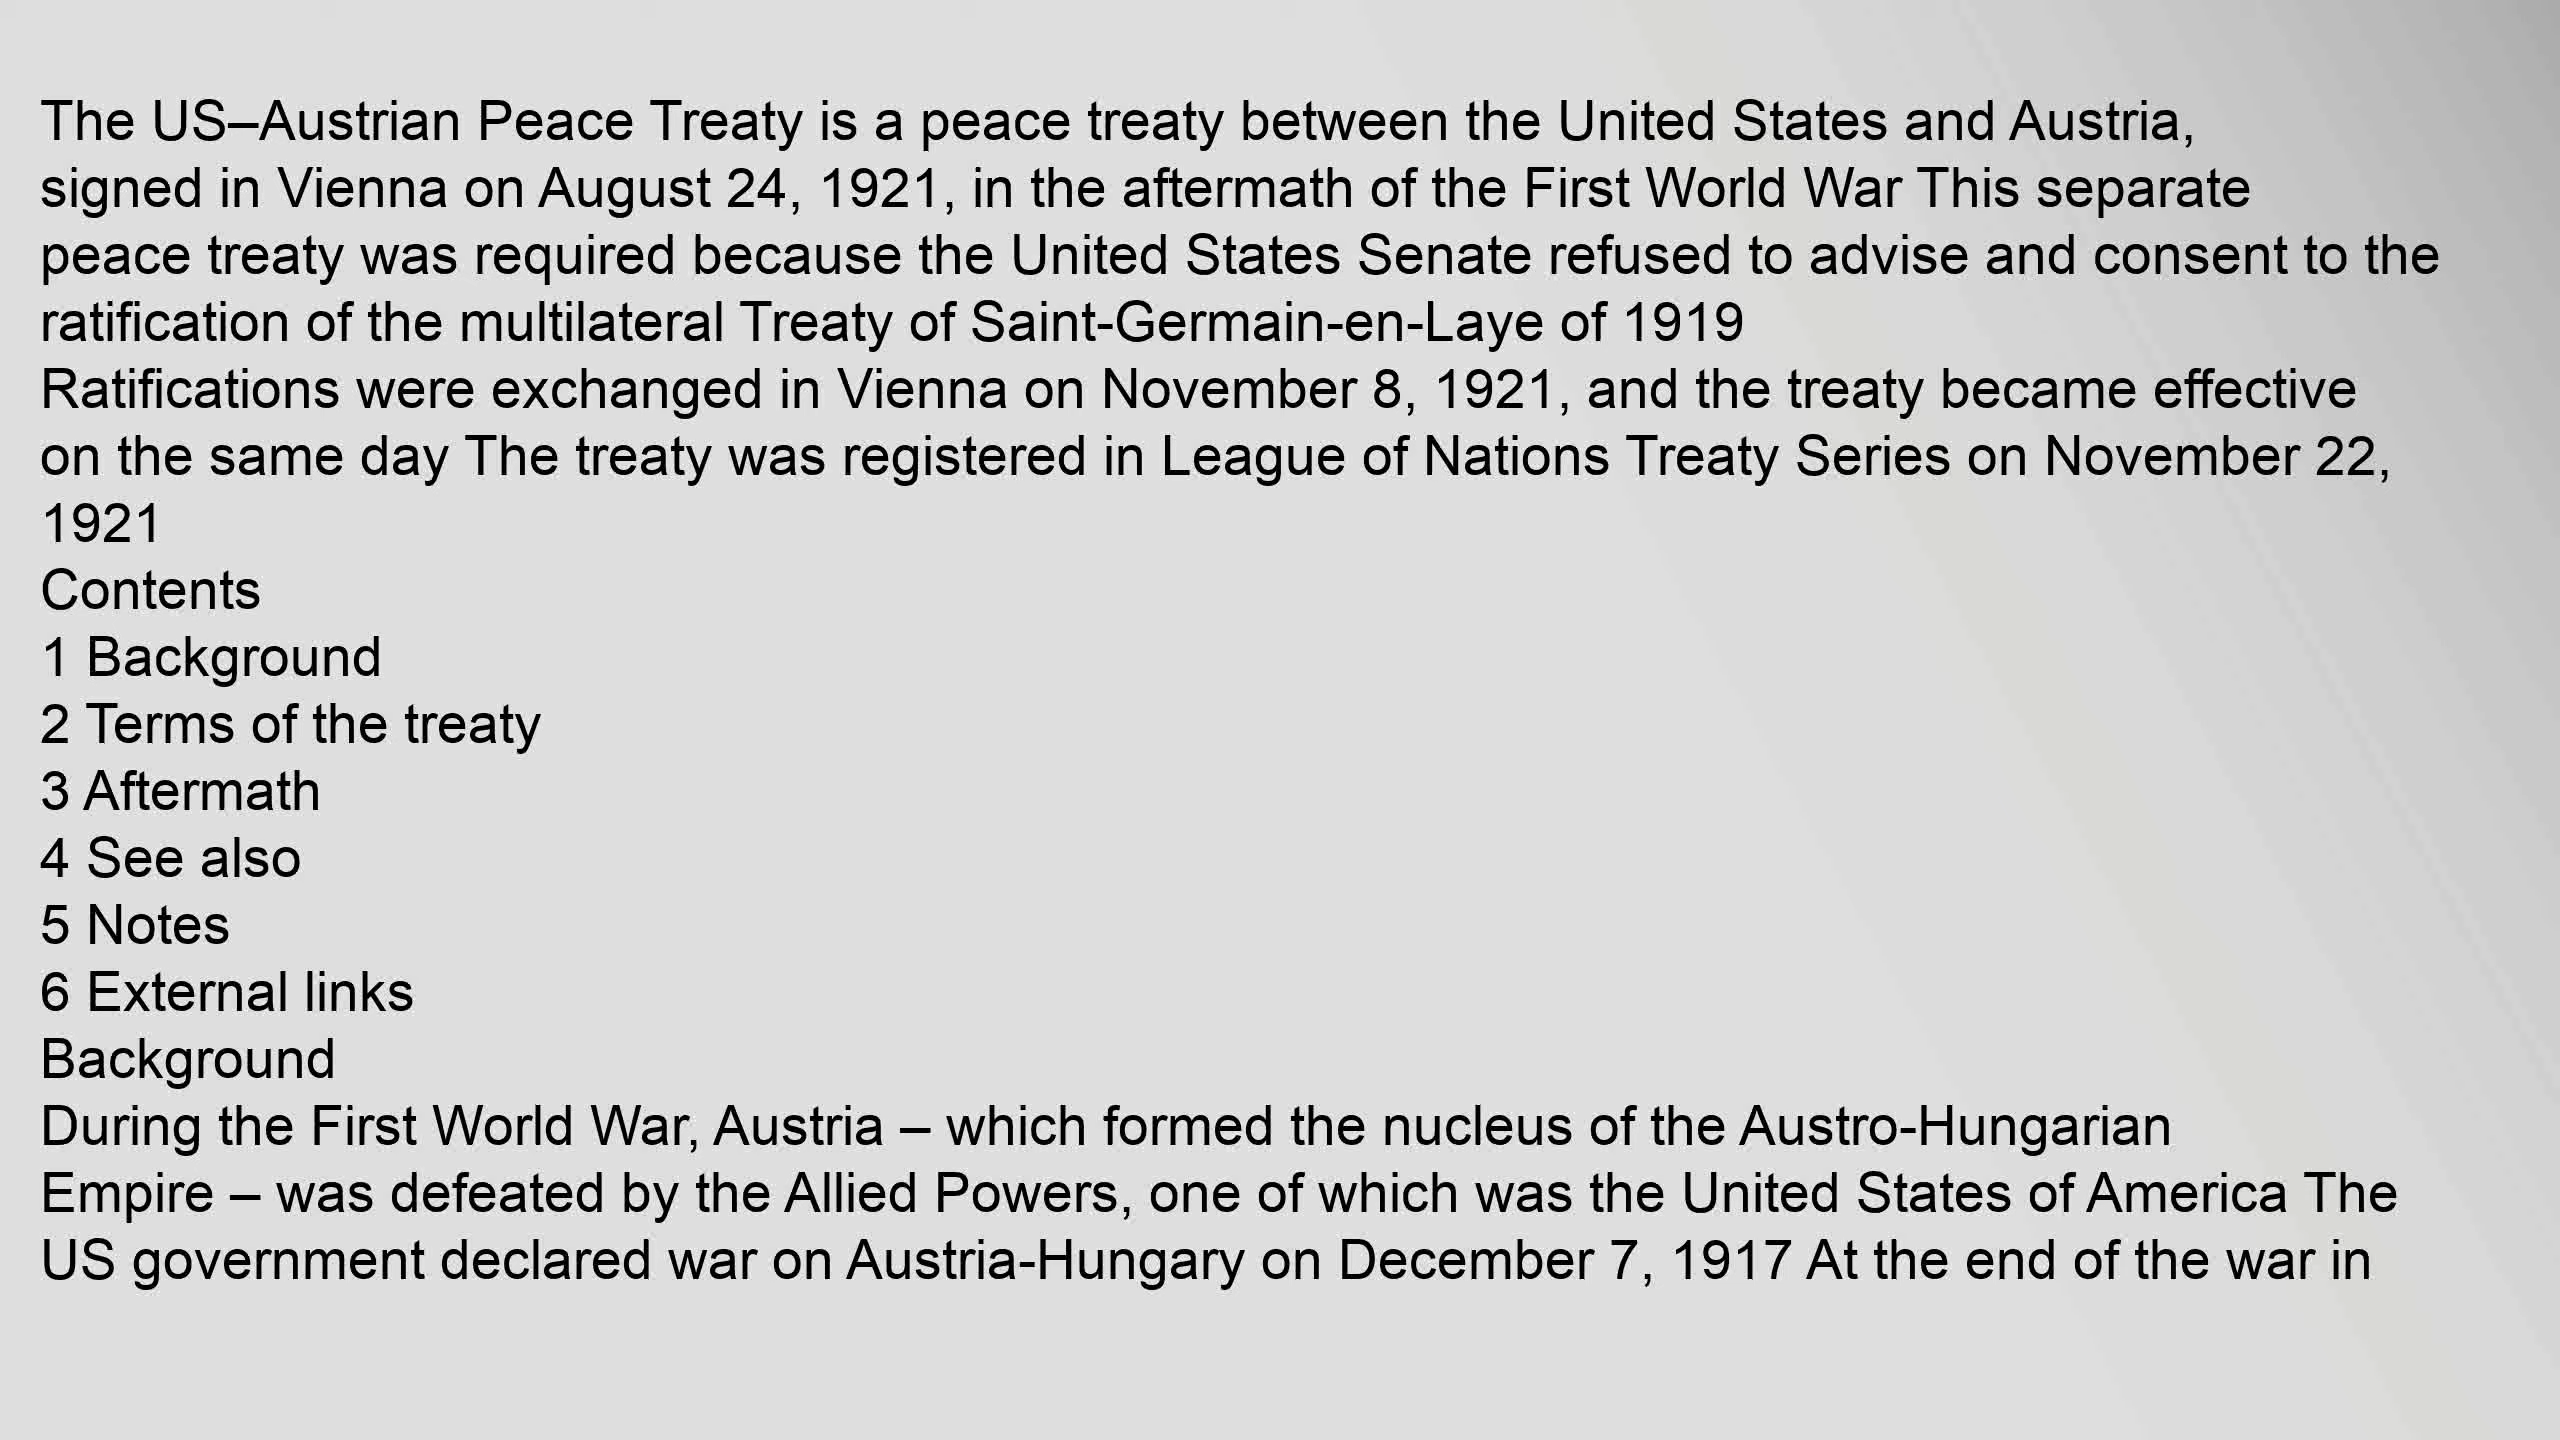 The US–Austrian Peace Treaty is a peace treaty between the United States and Austria,
signed in Vienna on August 24, 1921, in the aftermath of the First World War This separate
peace treaty was required because the United States Senate refused to advise and consent to the
ratification of the multilateral Treaty of Saint-Germain-en-Laye of 1919
Ratifications were exchanged in Vienna on November 8, 1921, and the treaty became effective
on the same day The treaty was registered in League of Nations Treaty Series on November 22,
1921
Contents
1 Background
2 Terms of the treaty
3 Aftermath
4 See also
5 Notes
6 External links
Background
During the First World War, Austria – which formed the nucleus of the Austro-Hungarian
Empire – was defeated by the Allied Powers, one of which was the United States of America The
US government declared war on Austria-Hungary on December 7, 1917 At the end of the war in